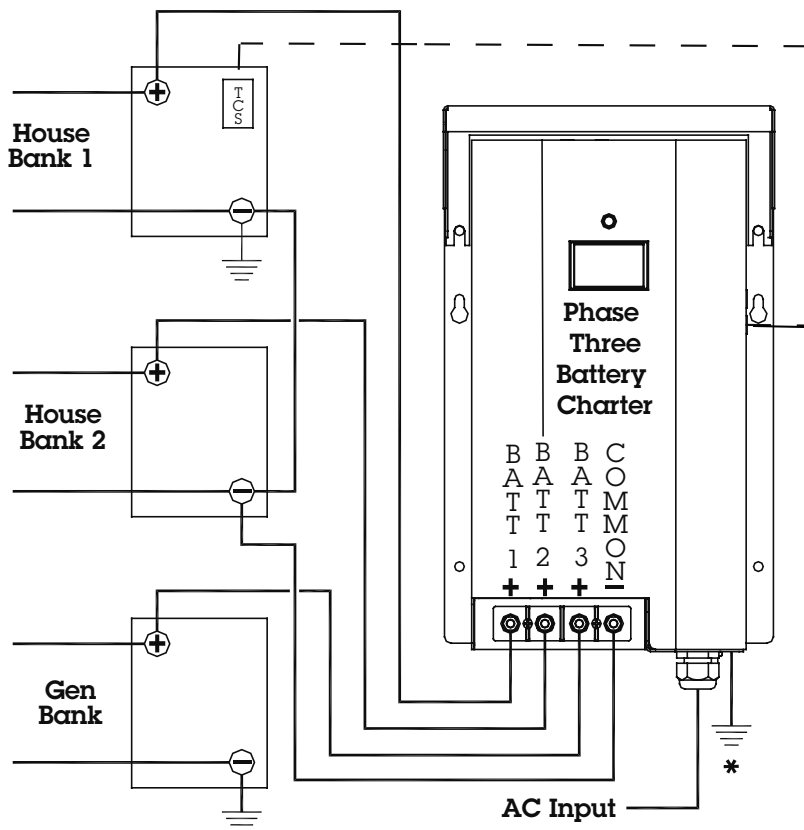 TCS
House
Bank 1
House
Bank 2
Gen
Bank
Phase
Three
Battery
Charter
BATT 1
BATT 2
BATT 3
COMMON
+ + + −
AC Input
*